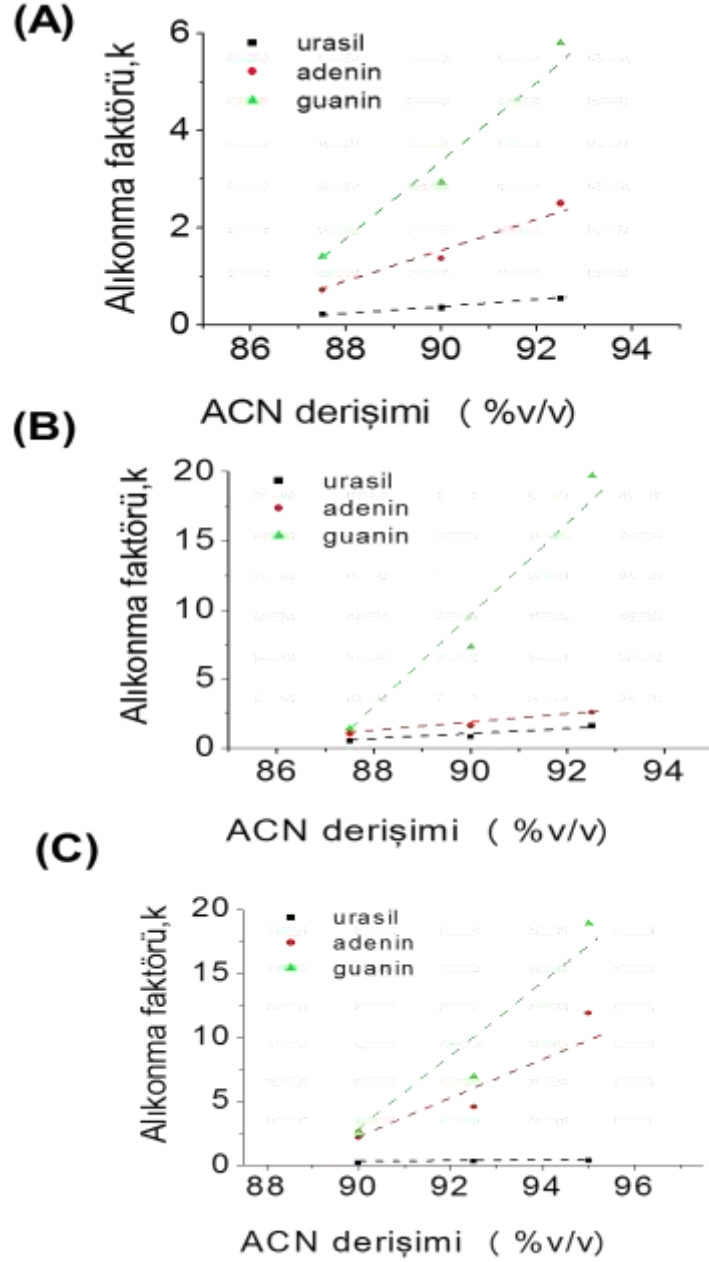 (A)
Alıkonma faktörü,k
6
4
2
0
urasil
adenin
guanin
86 88 90 92 94
ACN derişimi ( %v/v)
(B)
Alıkonma faktörü,k
20
15
10
5
0
urasil
adenin
guanin
86 88 90 92 94
ACN derişimi ( %v/v)
(C)
Alıkonma faktörü,k
20
15
10
5
0
urasil
adenin
guanin
88 90 92 94 96
ACN derişimi ( %v/v)